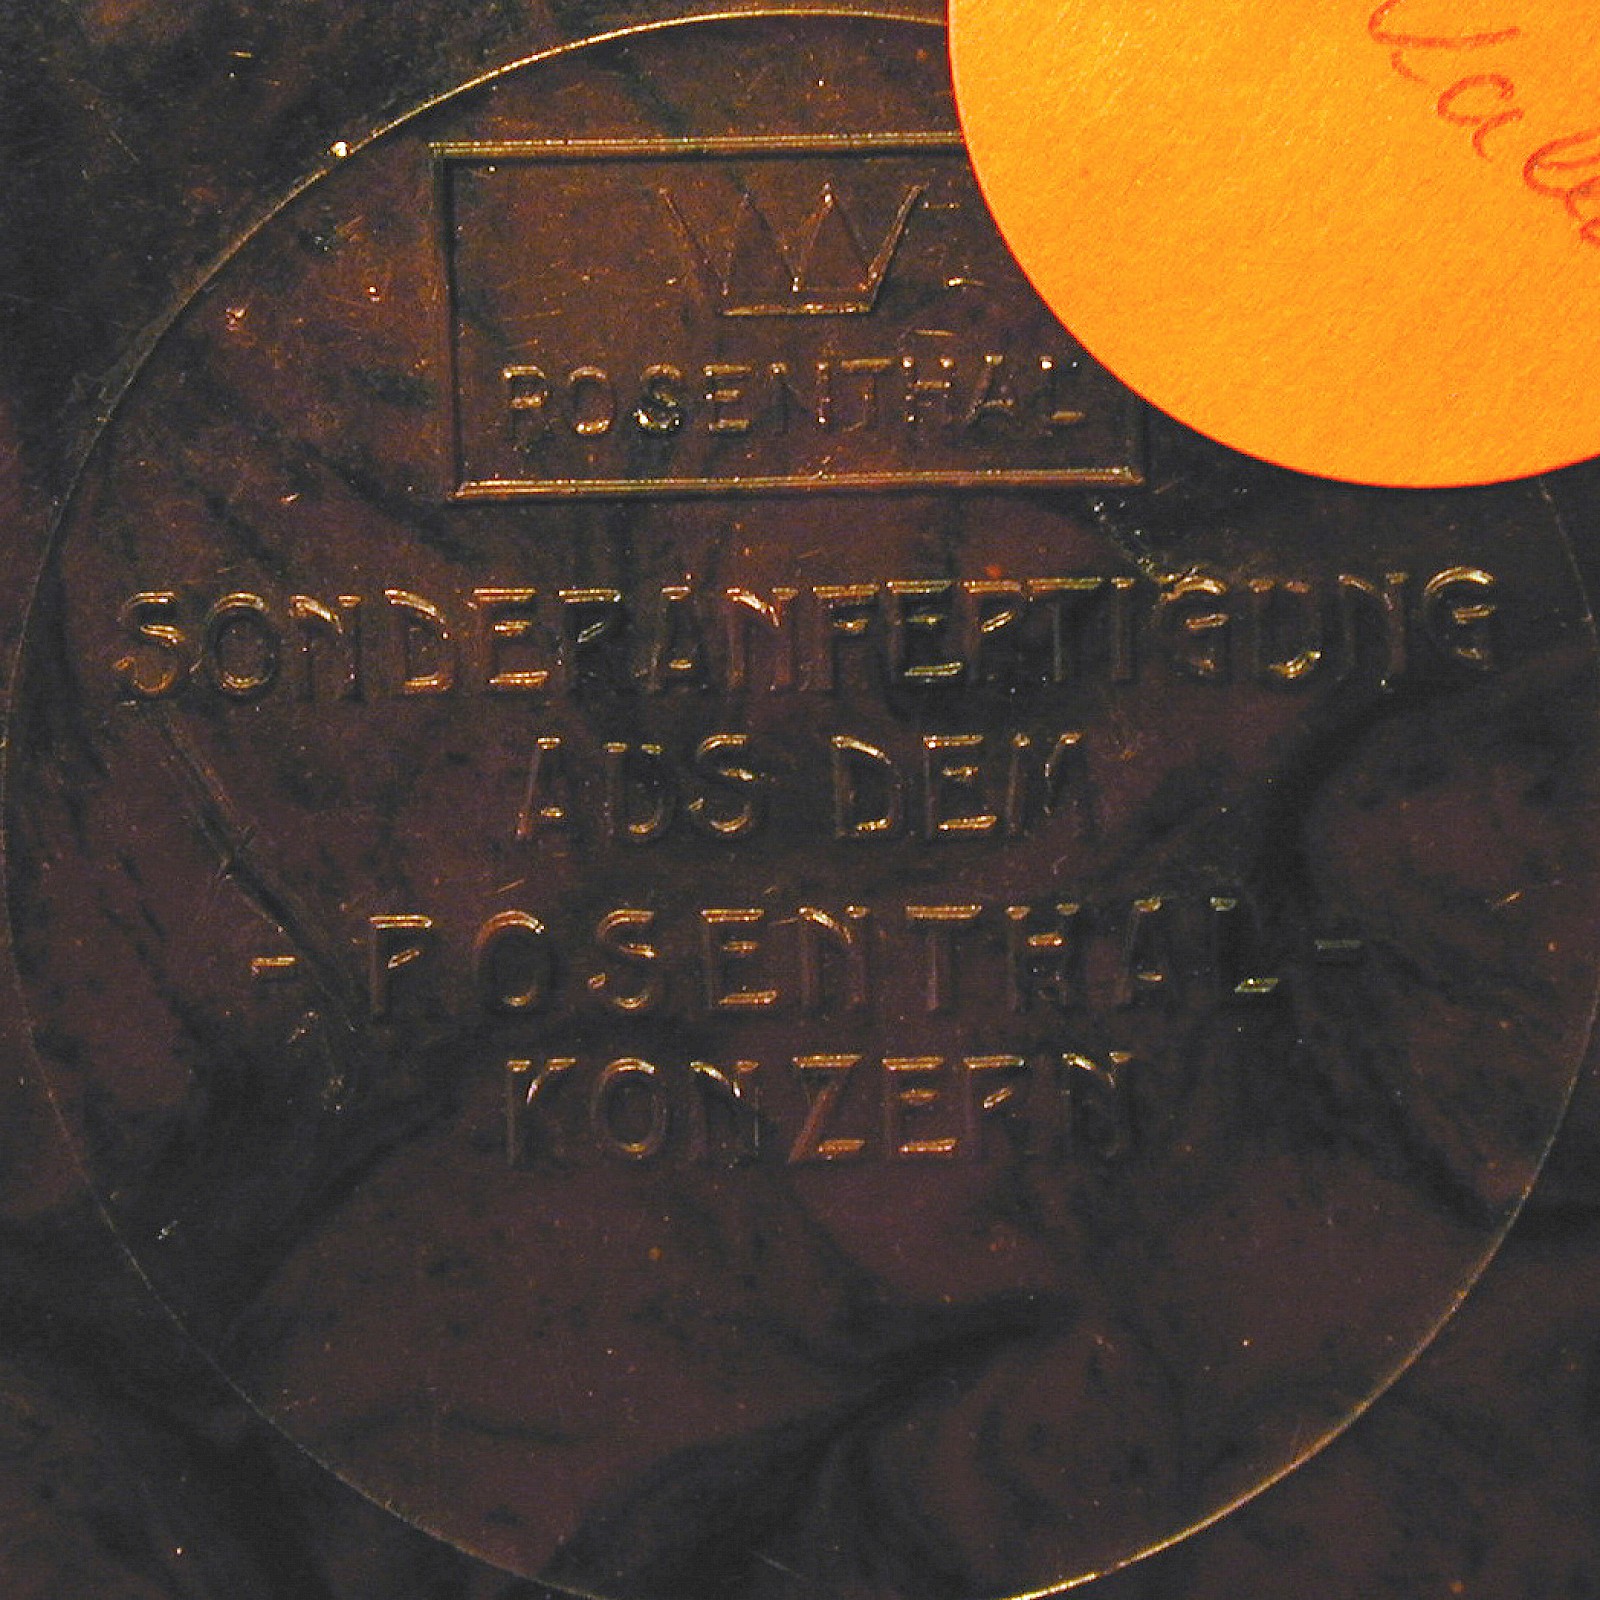 ROSENTHAL
SONDERANFERTIGUNG
AUS DEM
-ROSENTHAL-
KONZERN